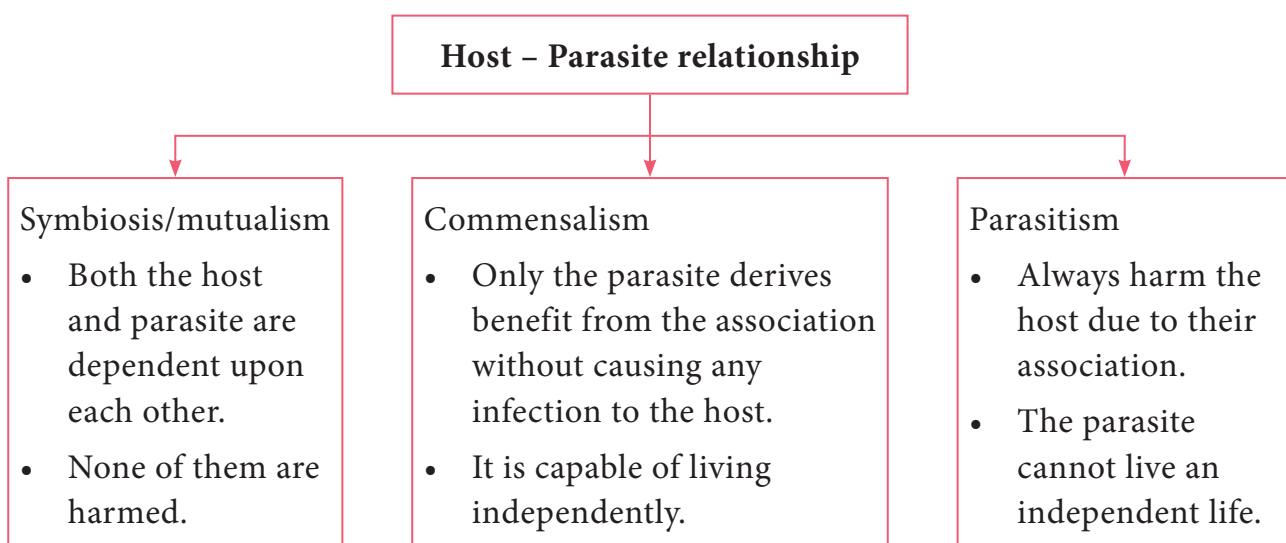 Host – Parasite relationship
Symbiosis/mutualism
• Both the host
and parasite are
dependent upon
each other.
• None of them are
harmed.
Commensalism
• Only the parasite derives
benefit from the association
without causing any
infection to the host.
• It is capable of living
independently.
Parasitism
• Always harm the
host due to their
association.
• The parasite
cannot live an
independent life.